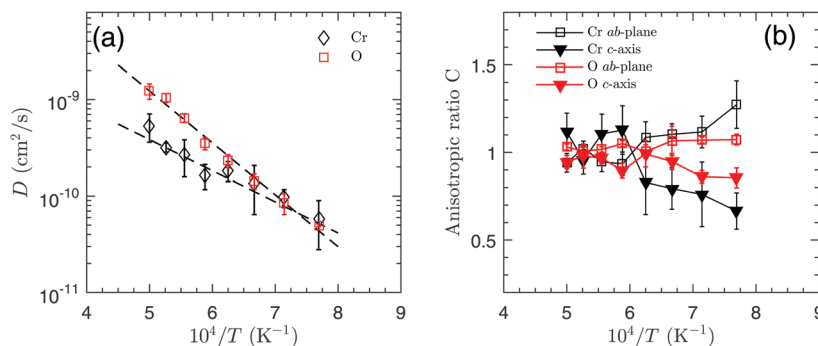 (a)
Cr
O
10⁻⁸
10⁻⁹
10⁻¹⁰
10⁻¹¹
D (cm²/s)
4 5 6 7 8 9
10⁴/T (K⁻¹)
(b)
Cr ab-plane
Cr c-axis
O ab-plane
O c-axis
1.5
1
0.5
Anisotropic ratio C
4 5 6 7 8 9
10⁴/T (K⁻¹)